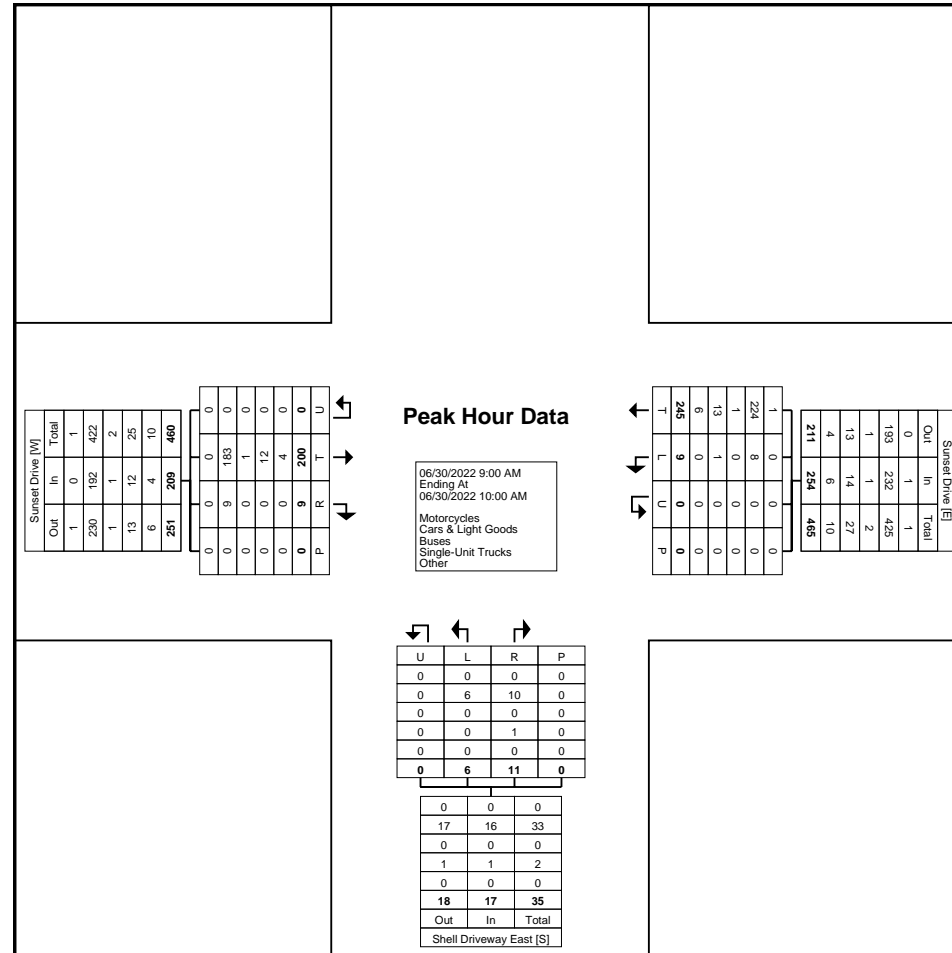 Sunset Drive [W]
Out In Total
1 0 1
230 192 422
1 1 2
13 12 25
6 4 10
251 209 460
U T R P
0 200 9 0
0 4 0 0
0 12 0 0
0 1 0 0
0 183 9 0
0 0 0 0
Peak Hour Data
06/30/2022 9:00 AM
Ending At
06/30/2022 10:00 AM
Motorcycles
Cars & Light Goods
Buses
Single-Unit Trucks
Other
1 0 0 0
224 8 0 0
1 0 0 0
13 1 0 0
6 0 0 0
245 9 0 0
T L U P
Sunset Drive [E]
Out In Total
0 1 1
193 232 425
1 1 2
13 14 27
4 6 10
211 254 465
U L R P
0 0 0 0
0 6 10 0
0 0 0 0
0 0 1 0
0 0 0 0
0 6 11 0
0 0 0
17 16 33
0 0 0
1 1 2
0 0 0
18 17 35
Out In Total
Shell Driveway East [S]